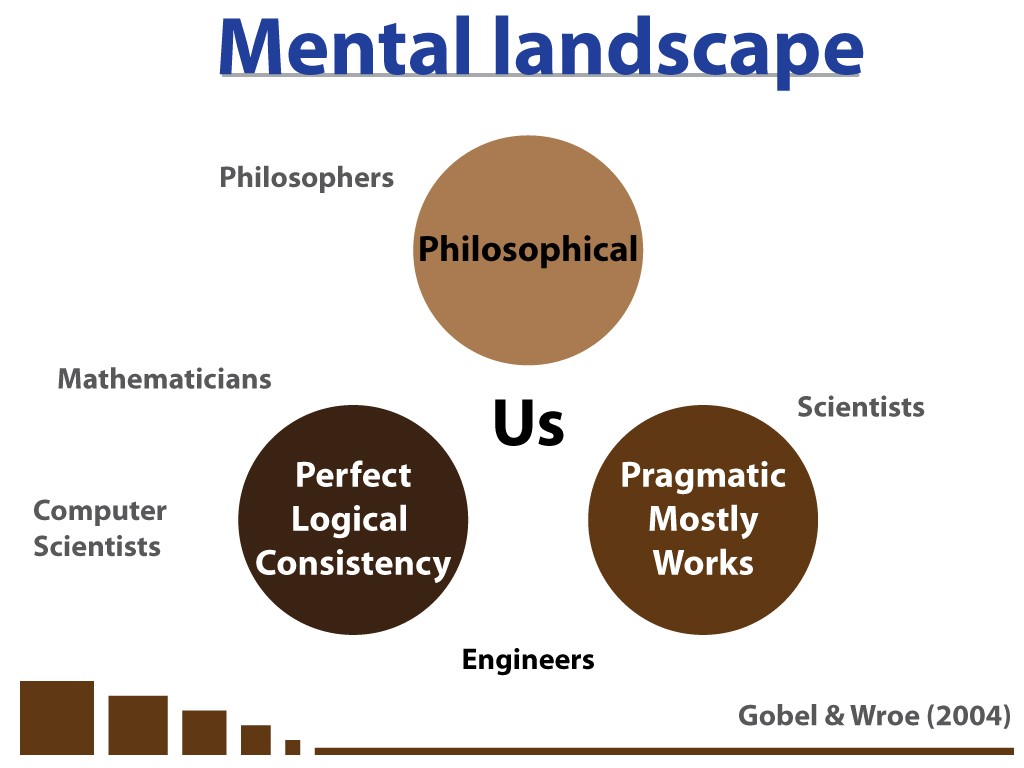 Mental landscape
Philosophers
Philosophical
Mathematicians
Us
Scientists
Perfect
Logical
Consistency
Pragmatic
Mostly
Works
Computer
Scientists
Engineers
Gobel & Wroe (2004)